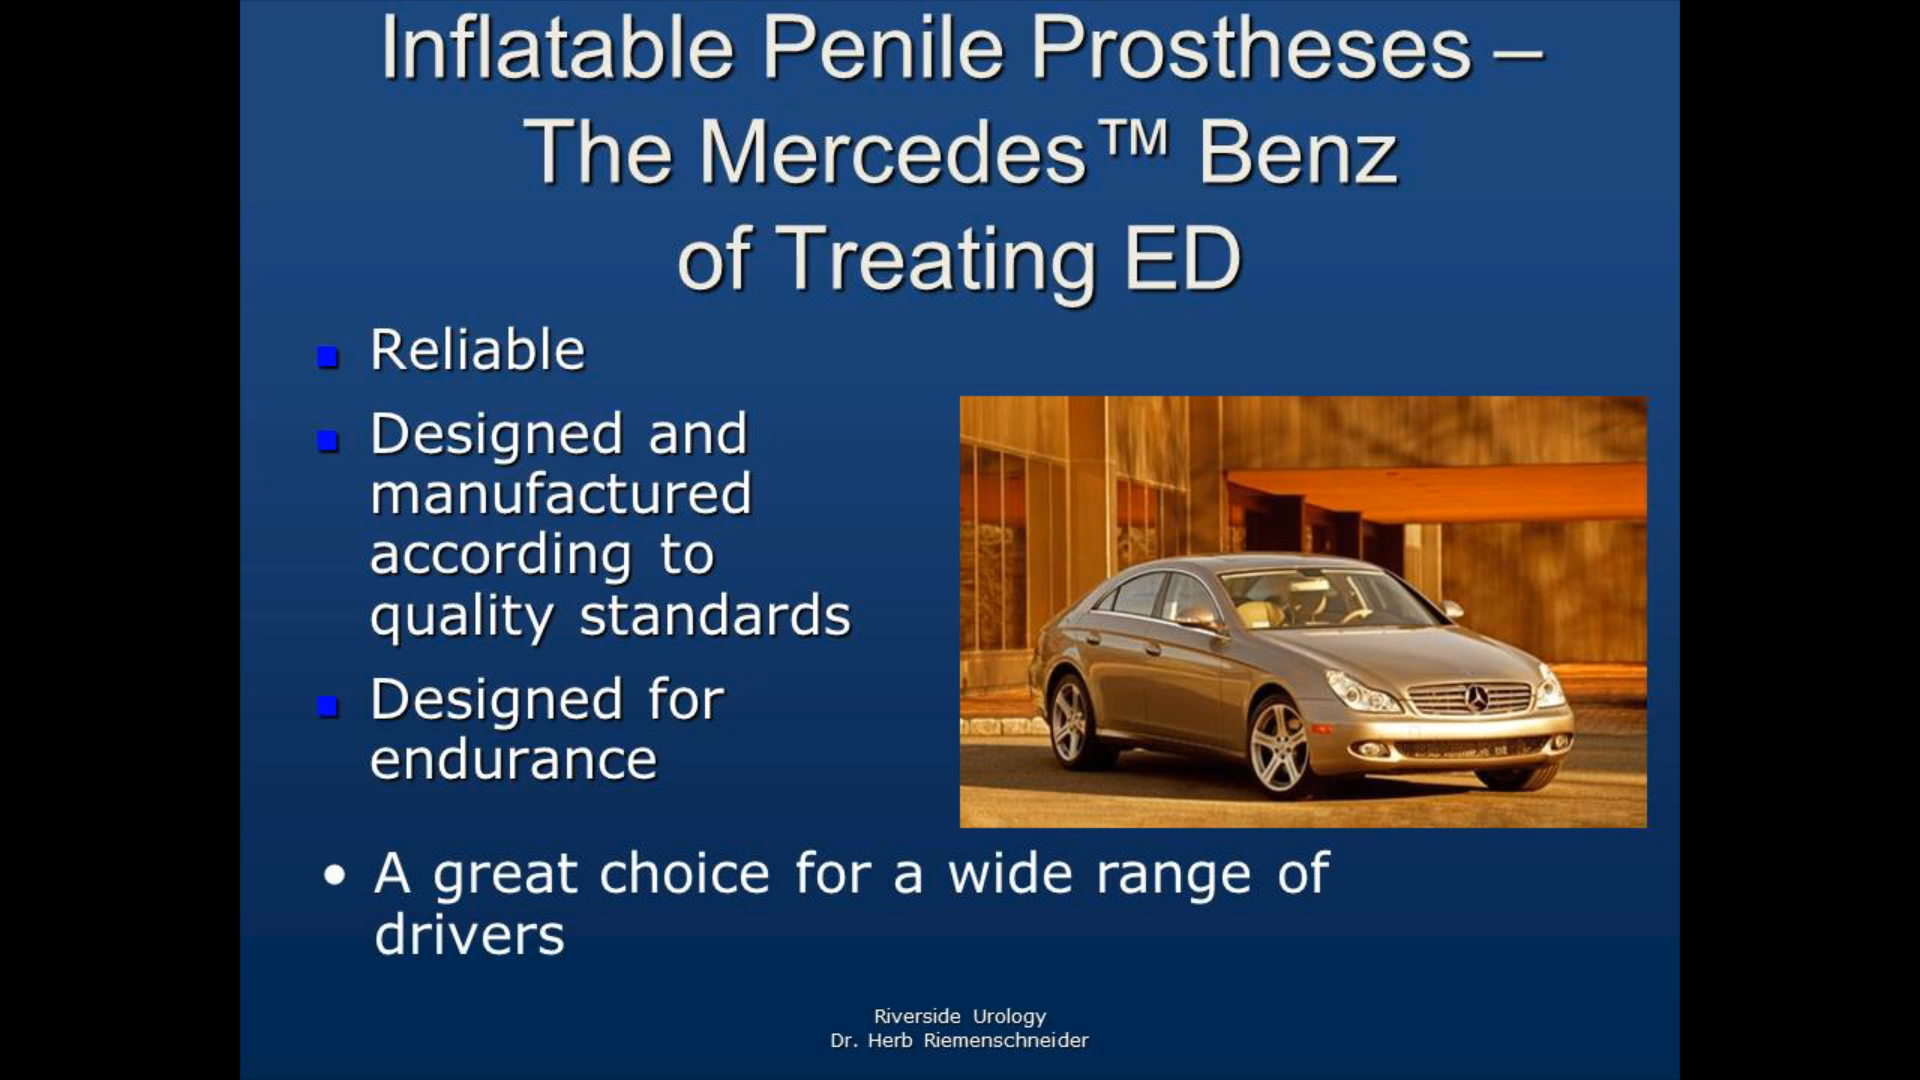 Inflatable Penile Prostheses –
The Mercedes™ Benz
of Treating ED
Reliable
Designed and
manufactured
according to
quality standards
Designed for
endurance
• A great choice for a wide range of
drivers
Riverside Urology
Dr. Herb Riemenschneider